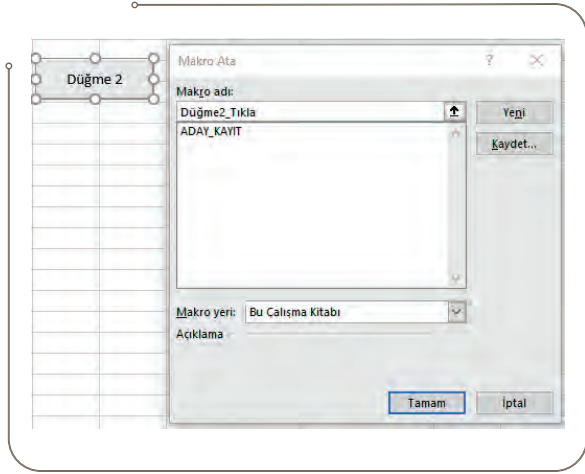 Düğme 2
Makro Ata
?
Makro adı:
Düğme2_Tıkla
Yeni
ADAY_KAYIT
Kaydet...
Makro yeri: Bu Çalışma Kitabı
Açıklama
Tamam
İptal